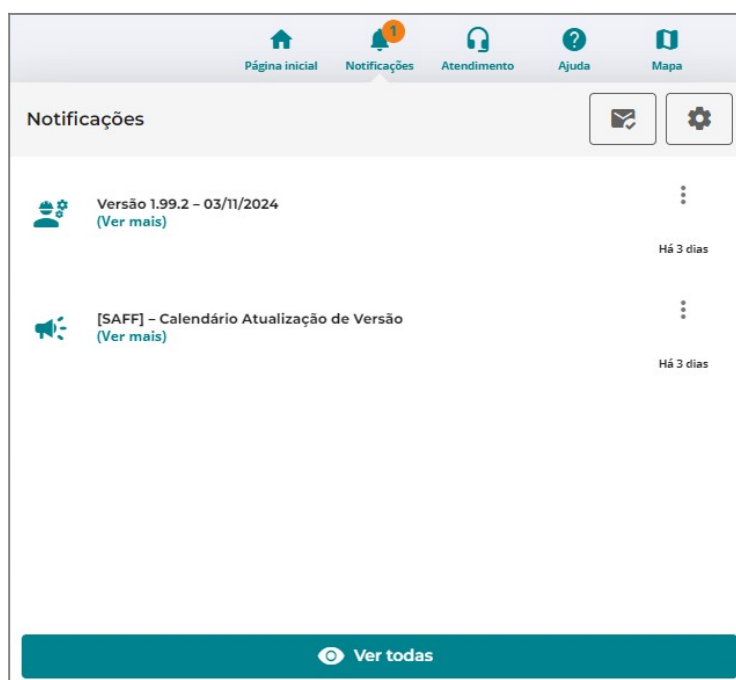 1
Página inicial
Notificações
Atendimento
Ajuda
Mapa
Notificações
Versão 1.99.2 – 03/11/2024
(Ver mais)
Há 3 dias
[SAFF] – Calendário Atualização de Versão
(Ver mais)
Há 3 dias
Ver todas